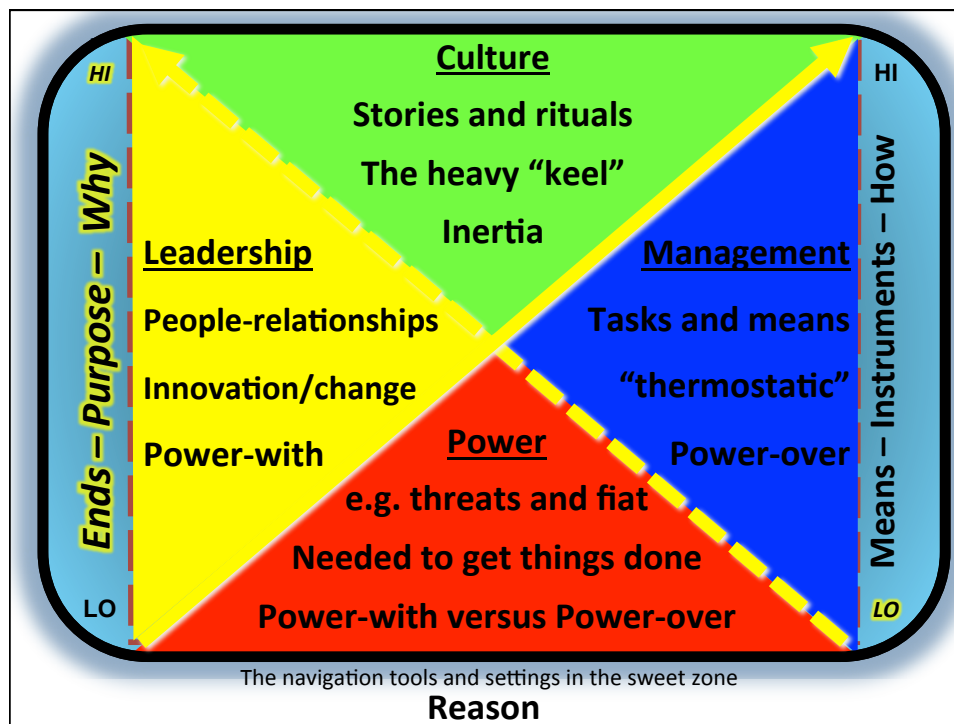 HI
HI
Culture
Stories and rituals
The heavy “keel”
Inertia
Ends – Purpose – Why
Leadership
People-relationships
Innovation/change
Power-with
Management
Tasks and means
“thermostatic”
Power-over
Means – Instruments – How
Power
e.g. threats and fiat
Needed to get things done
Power-with versus Power-over
LO
LO
The navigation tools and settings in the sweet zone
Reason